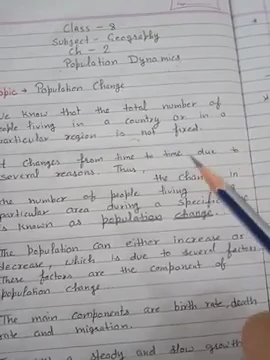 Class - 8
Subject - Geography
Ch - 2
Population Dynamics
Topic → Population Change
We know that the total number of
people living in a country or in a
particular region is not fixed.
It changes from time to time due to
several reasons. Thus, the change in
the number of people living
particular area during a specific
is known as population change.
The population can either increase or
decrease, which is due to several factors
These factors are the component of
population change.
The main components are birth rate, death
rate and migration.
a steady and slow growth